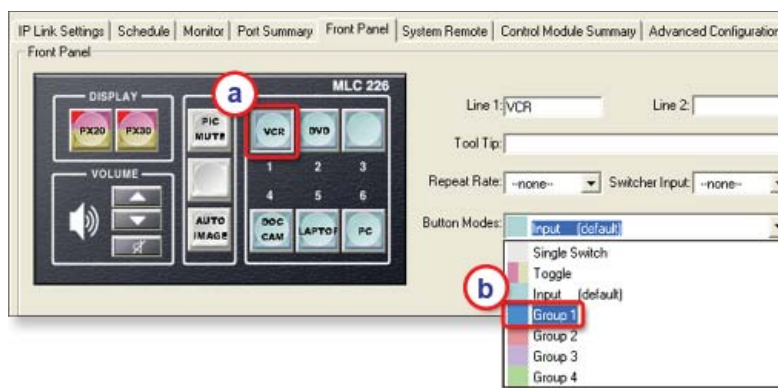 IP Link Settings Schedule Monitor Port Summary Front Panel System Remote Control Module Summary Advanced Configuration
Front Panel
MLC 226
a
DISPLAY
PX20 PX30
PIC MUTE
VCR DVD
1 2 3
VOLUME
4 5 6
AUTO IMAGE
DOC CAM LAPTOP PC
Line 1: VCR Line 2:
Tool Tip:
Repeat Rate: --none-- Switcher Input: --none--
Button Modes: Input (default)
Single Switch
Toggle
Input (default)
b
Group 1
Group 2
Group 3
Group 4